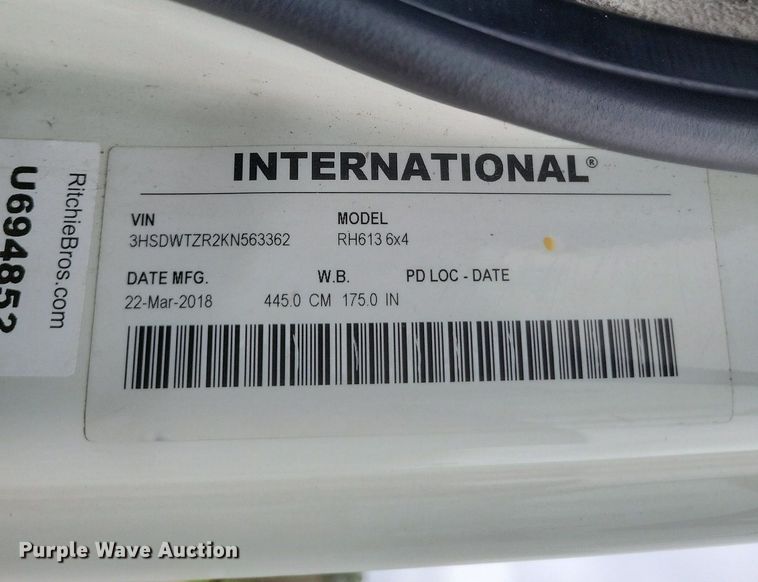 INTERNATIONAL®
VIN MODEL
3HSDWTZR2KN563362 RH613 6x4
DATE MFG. W.B. PD LOC - DATE
22-Mar-2018 445.0 CM 175.0 IN
RitchieBros.com
U694852
Purple Wave Auction